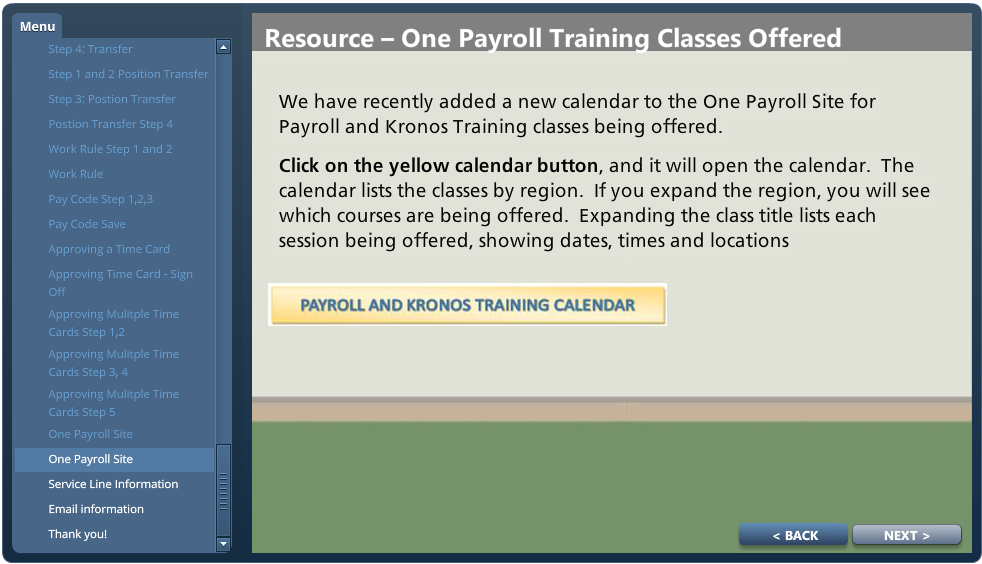 Menu
Step 4: Transfer
Step 1 and 2 Position Transfer
Step 3: Postion Transfer
Postion Transfer Step 4
Work Rule Step 1 and 2
Work Rule
Pay Code Step 1,2,3
Pay Code Save
Approving a Time Card
Approving Time Card - Sign
Off
Approving Mulitple Time
Cards Step 1,2
Approving Mulitple Time
Cards Step 3, 4
Approving Mulitple Time
Cards Step 5
One Payroll Site
One Payroll Site
Service Line Information
Email information
Thank you!
Resource – One Payroll Training Classes Offered
We have recently added a new calendar to the One Payroll Site for
Payroll and Kronos Training classes being offered.
Click on the yellow calendar button, and it will open the calendar.  The
calendar lists the classes by region.  If you expand the region, you will see
which courses are being offered.  Expanding the class title lists each
session being offered, showing dates, times and locations
PAYROLL AND KRONOS TRAINING CALENDAR
< BACK
NEXT >